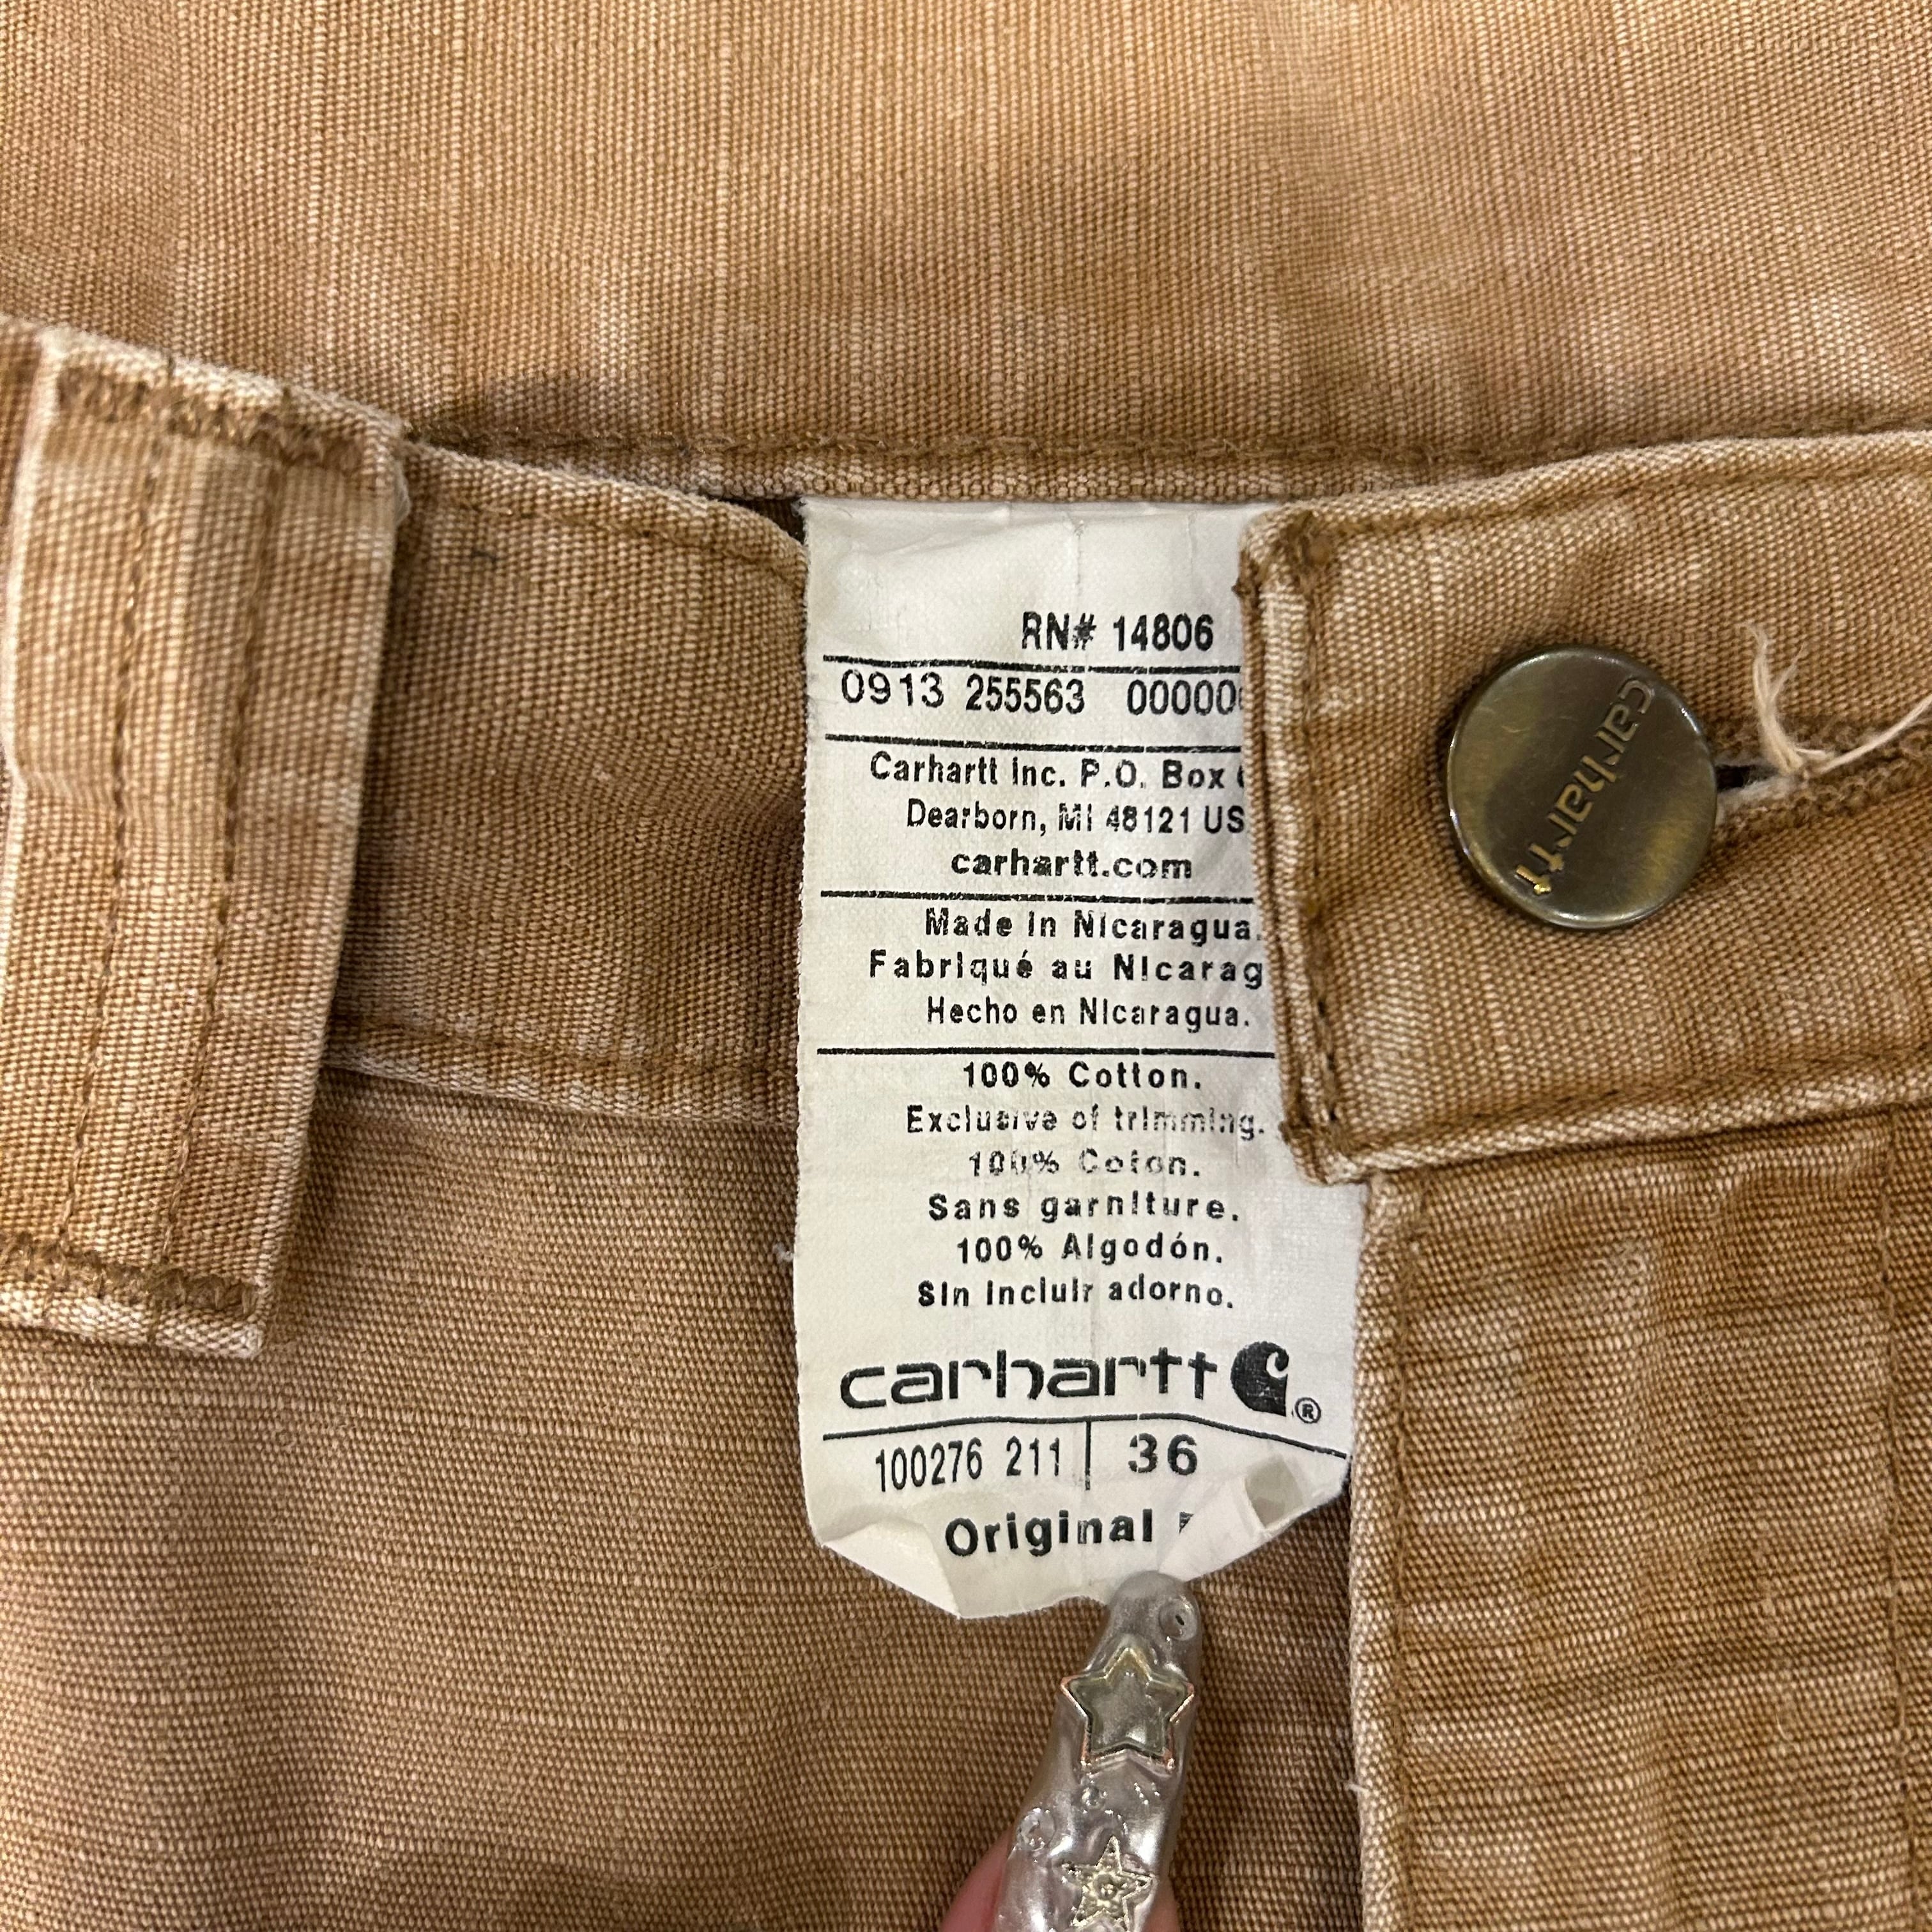 RN# 14806
0913 255563 00000
Carhartt Inc. P.O. Box
Dearborn, MI 48121 US
carhartt.com
Made in Nicaragua.
Fabriqué au Nicarag
Hecho en Nicaragua.
100% Cotton.
Exclusive of trimming.
100% Coton.
Sans garniture.
100% Algodón.
Sin incluir adorno.
carhartt ®
100276 211 36
Original
carhartt